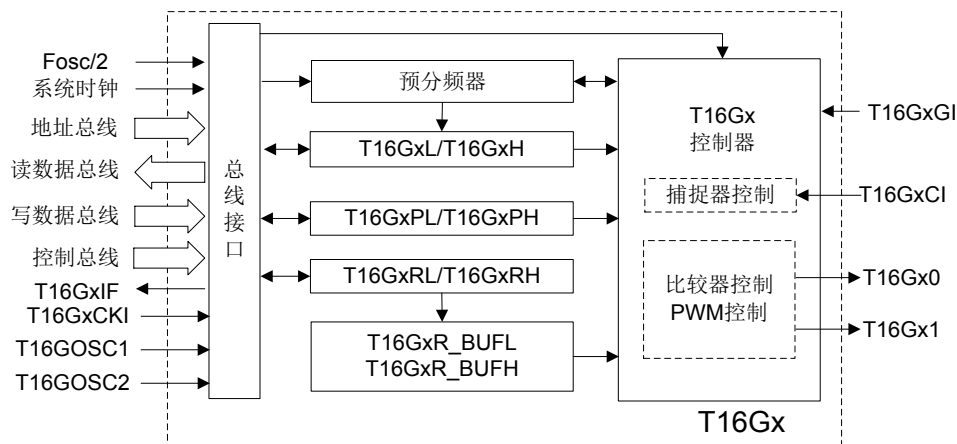 Fosc/2
系统时钟
地址总线
读数据总线
写数据总线
控制总线
T16GxIF
T16GxCKI
T16GOSC1
T16GOSC2
总
线
接
口
预分频器
T16GxL/T16GxH
T16GxPL/T16GxPH
T16GxRL/T16GxRH
T16GxR_BUFL
T16GxR_BUFH
T16Gx
控制器
捕捉器控制
比较器控制
PWM控制
T16GxGI
T16GxCI
T16Gx0
T16Gx1
T16Gx